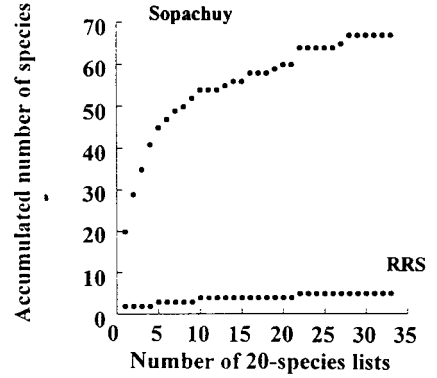 Sopachuy
Accumulated number of species
70
60
50
40
30
20
10
0
RRS
0 5 10 15 20 25 30 35
Number of 20-species lists